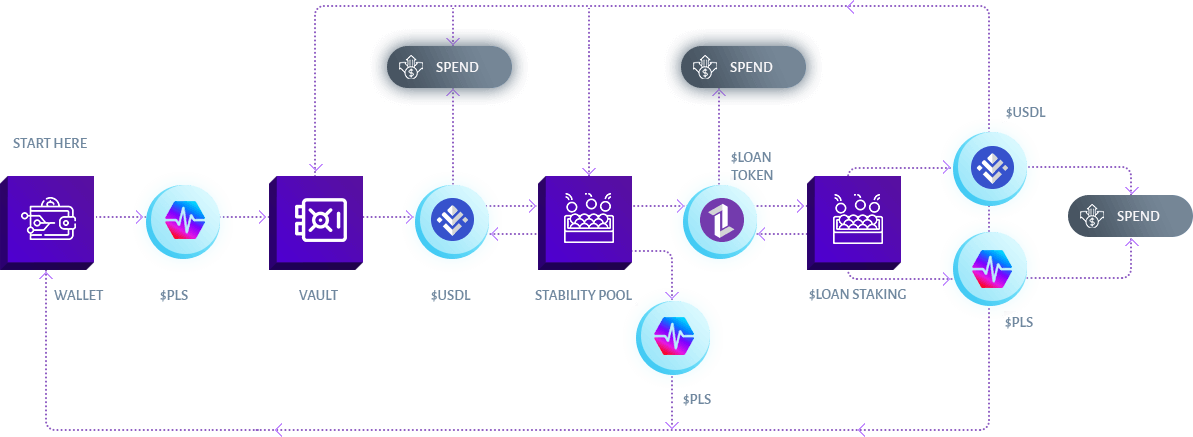 SPEND
SPEND
$USDL
START HERE
$LOAN
TOKEN
SPEND
WALLET
$PLS
VAULT
$USDL
STABILITY POOL
$LOAN STAKING
$PLS
$PLS